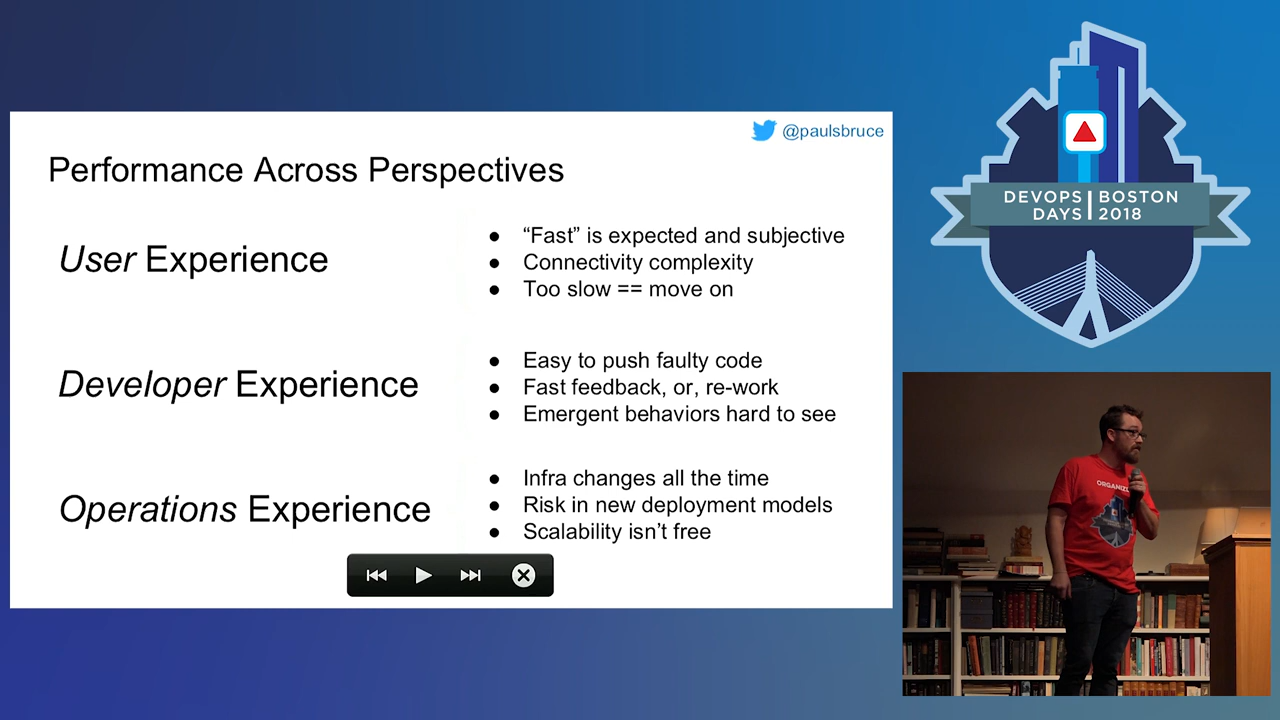 @paulsbruce
Performance Across Perspectives
User Experience
● “Fast” is expected and subjective
● Connectivity complexity
● Too slow == move on
Developer Experience
● Easy to push faulty code
● Fast feedback, or, re-work
● Emergent behaviors hard to see
Operations Experience
● Infra changes all the time
● Risk in new deployment models
● Scalability isn’t free
DEVOPS DAYS
BOSTON 2018
ORGANIZ